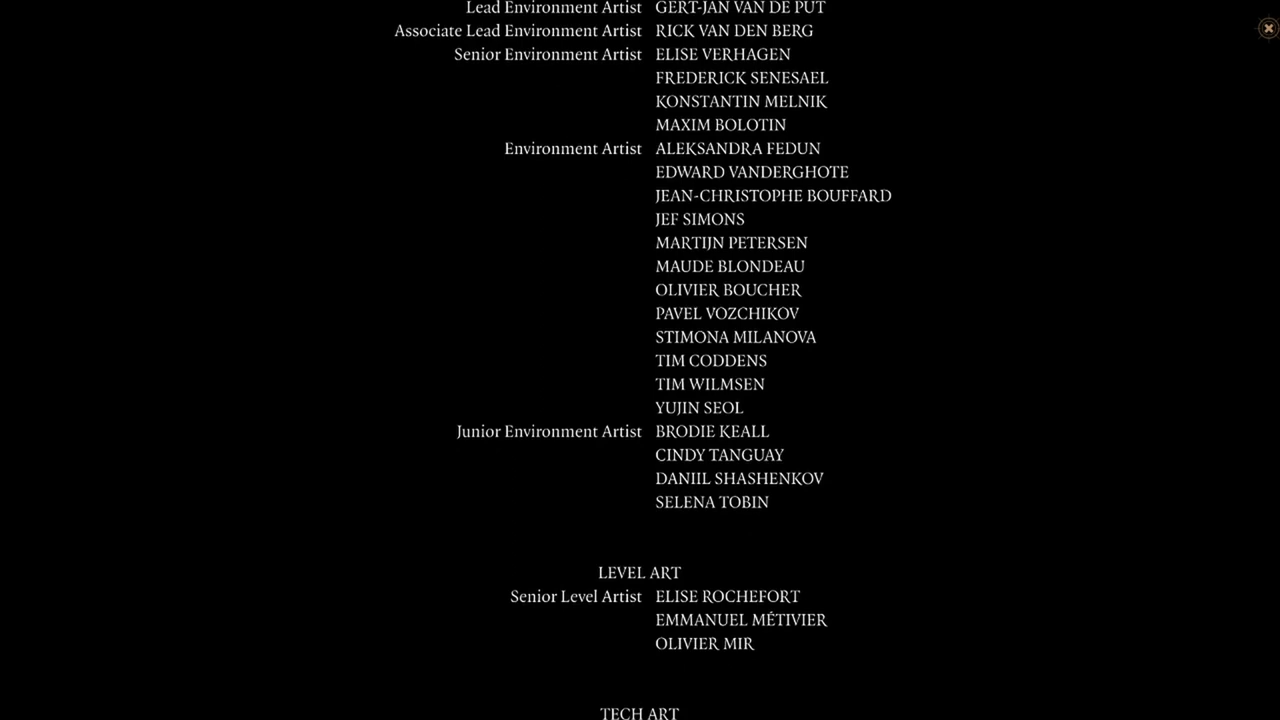 Lead Environment Artist GERT-JAN VAN DE PUT
Associate Lead Environment Artist RICK VAN DEN BERG
Senior Environment Artist ELISE VERHAGEN
FREDERICK SENESAEL
KONSTANTIN MELNIK
MAXIM BOLOTIN
Environment Artist ALEKSANDRA FEDUN
EDWARD VANDERGHOTE
JEAN-CHRISTOPHE BOUFFARD
JEF SIMONS
MARTIJN PETERSEN
MAUDE BLONDEAU
OLIVIER BOUCHER
PAVEL VOZCHIKOV
STIMONA MILANOVA
TIM CODDENS
TIM WILMSEN
YUJIN SEOL
Junior Environment Artist BRODIE KEALL
CINDY TANGUAY
DANIIL SHASHENKOV
SELENA TOBIN
LEVEL ART
Senior Level Artist ELISE ROCHEFORT
EMMANUEL MÉTIVIER
OLIVIER MIR
TECH ART